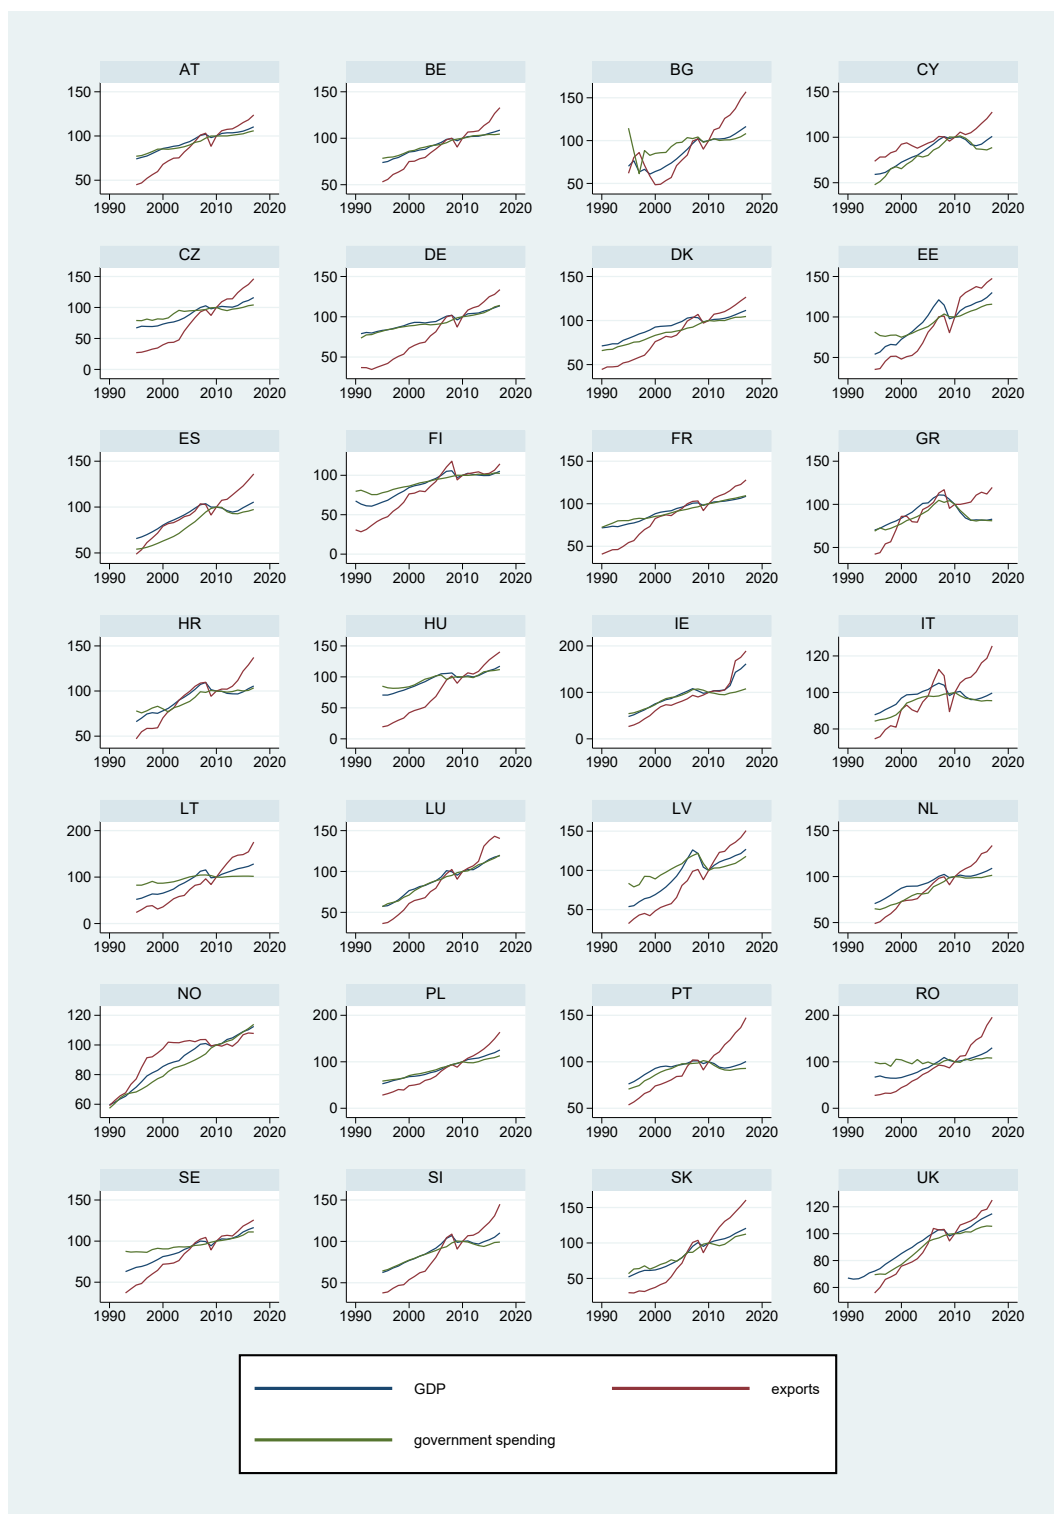 AT BE BG CY
150 150 150
100 100 100 150
50 50 100 50
50
1990 2000 2010 2020 1990 2000 2010 2020 1990 2000 2010 2020 1990 2000 2010 2020
CZ DE DK EE
150 150 150 150
100 100 100 100
50 50 50 50
0
1990 2000 2010 2020 1990 2000 2010 2020 1990 2000 2010 2020 1990 2000 2010 2020
ES FI FR GR
150 100 150 150
100 50 100 100
50 0 50 50
1990 2000 2010 2020 1990 2000 2010 2020 1990 2000 2010 2020 1990 2000 2010 2020
HR HU IE IT
150 150 200 120
100 100 100 100
50 50 0 80
0
1990 2000 2010 2020 1990 2000 2010 2020 1990 2000 2010 2020 1990 2000 2010 2020
LT LU LV NL
200 150 150 150
100 100 100 100
0 50 50 50
1990 2000 2010 2020 1990 2000 2010 2020 1990 2000 2010 2020 1990 2000 2010 2020
NO PL PT RO
120 200 150 200
100 100 100 100
80 0 50 0
60
1990 2000 2010 2020 1990 2000 2010 2020 1990 2000 2010 2020 1990 2000 2010 2020
SE SI SK UK
150 150 150 120
100 100 100 100
50 50 50 80
60
1990 2000 2010 2020 1990 2000 2010 2020 1990 2000 2010 2020 1990 2000 2010 2020
GDP exports
government spending